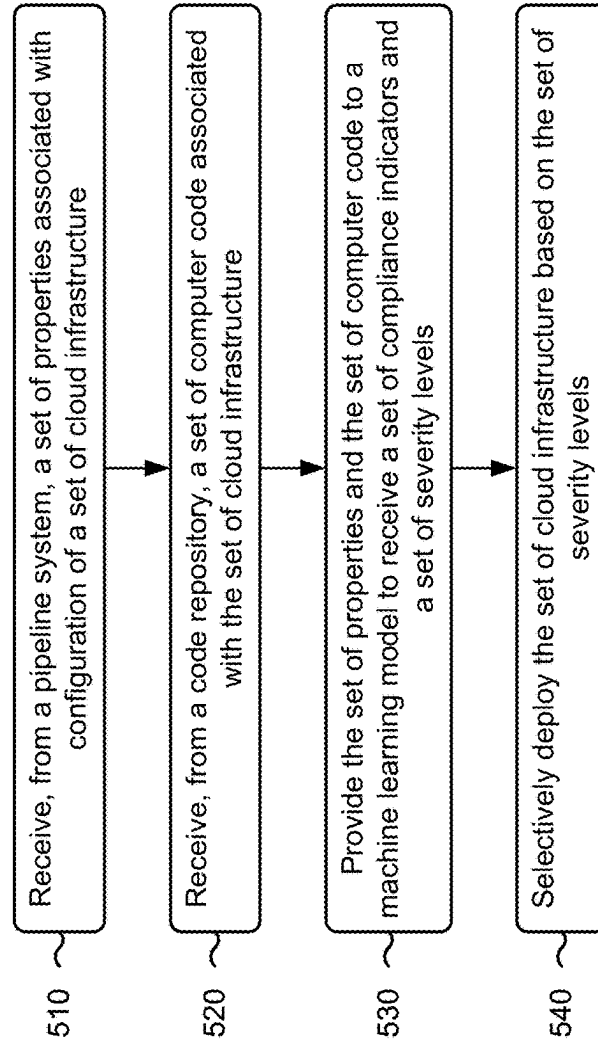 510
Receive, from a pipeline system, a set of properties associated with
configuration of a set of cloud infrastructure
520
Receive, from a code repository, a set of computer code associated
with the set of cloud infrastructure
530
Provide the set of properties and the set of computer code to a
machine learning model to receive a set of compliance indicators and
a set of severity levels
540
Selectively deploy the set of cloud infrastructure based on the set of
severity levels